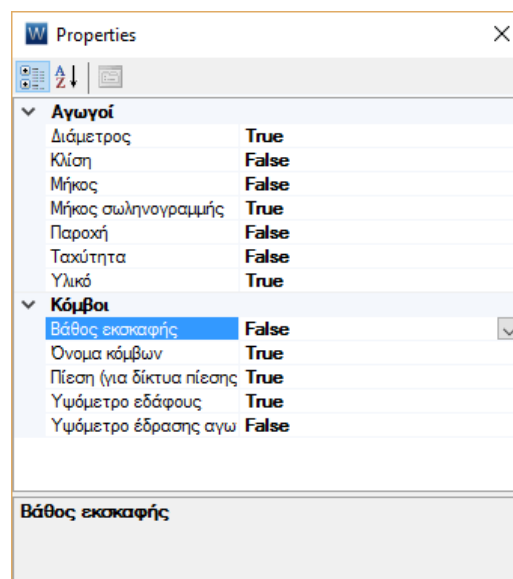 W Properties
A Z
Αγωγοί
Διάμετρος True
Κλίση False
Μήκος False
Μήκος σωληνογραμμής True
Παροχή False
Ταχύτητα False
Υλικό True
Κόμβοι
Βάθος εκσκαφής False
Όνομα κόμβων True
Πίεση (για δίκτυα πίεσης True
Υψόμετρο εδάφους True
Υψόμετρο έδρασης αγω False
Βάθος εκσκαφής